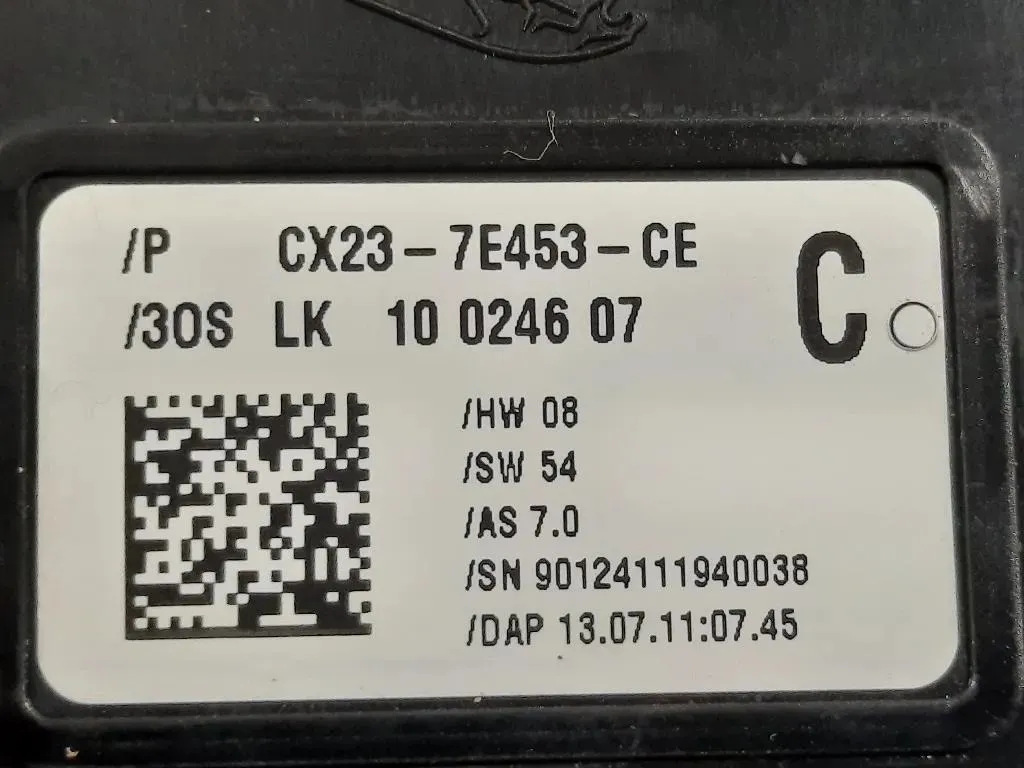 /P CX23-7E453-CE
C
/3OS LK 10 0246 07
/HW 08
/SW 54
/AS 7.0
/SN 90124111940038
/DAP 13.07.11:07.45